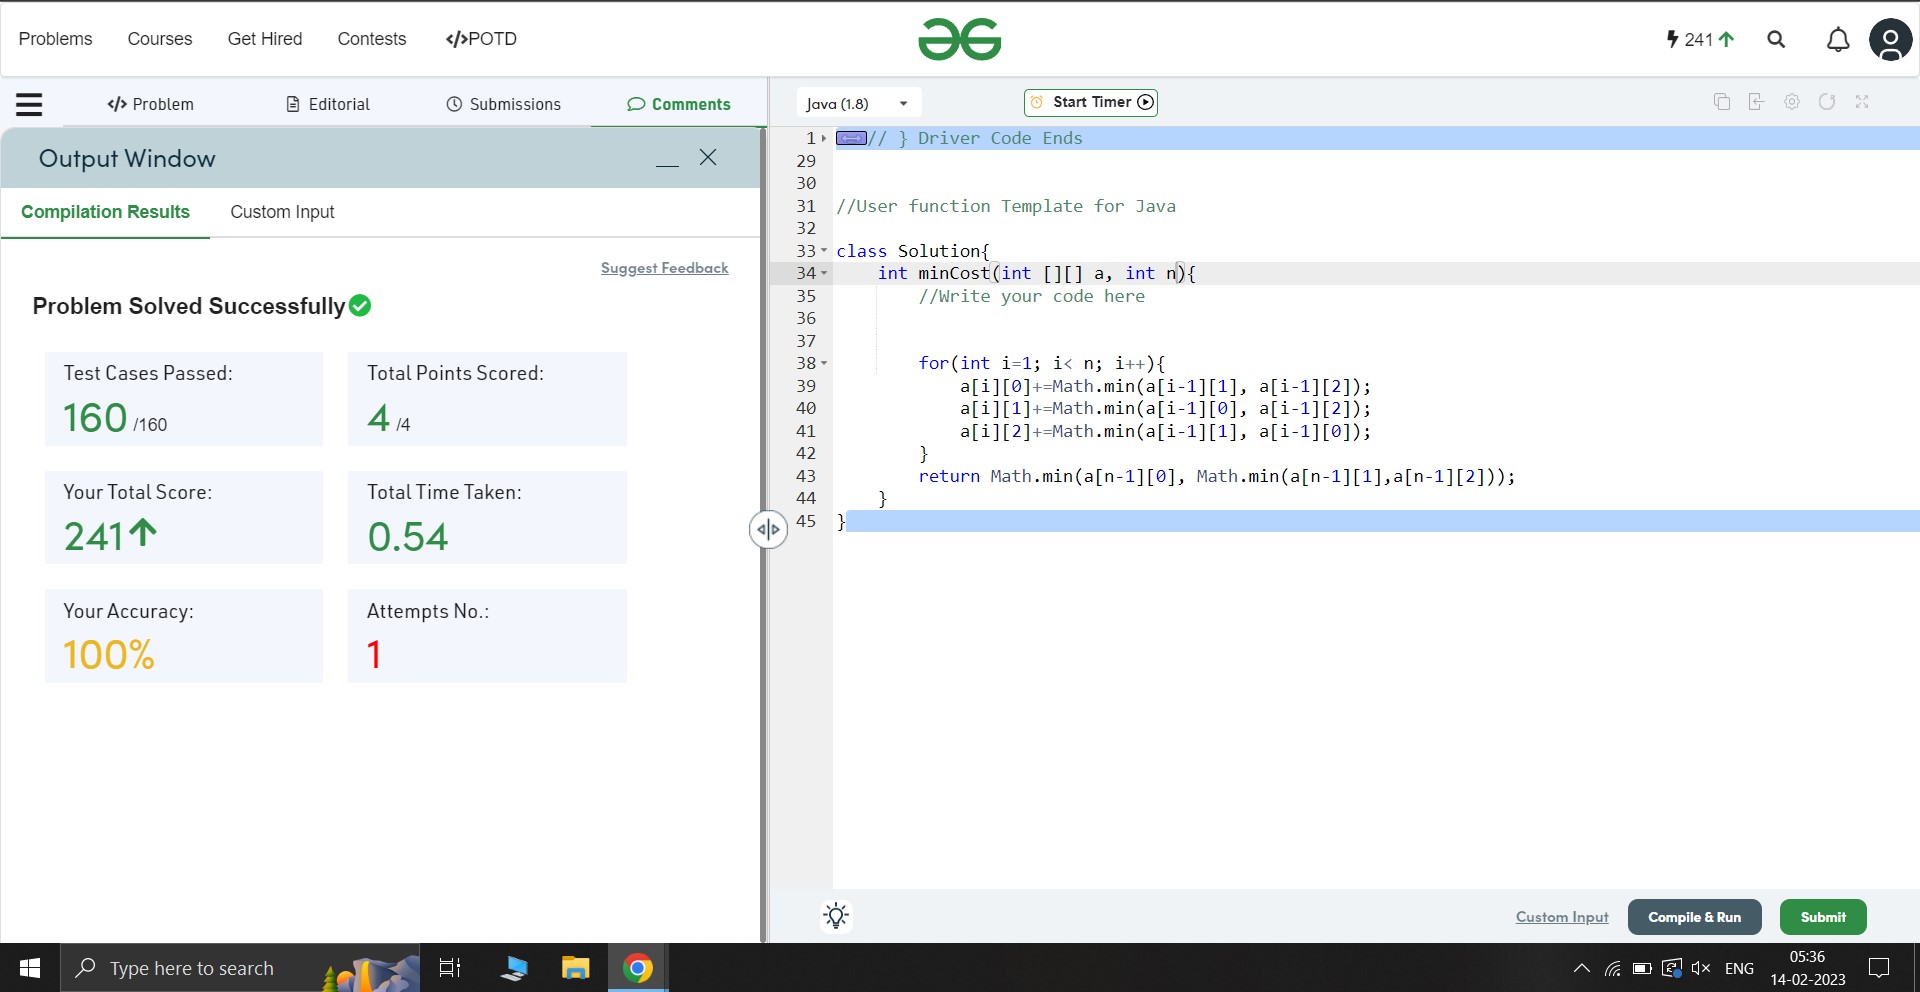 Problems Courses Get Hired Contests </>POTD
241
</> Problem Editorial Submissions Comments
Java (1.8) Start Timer
Output Window
Compilation Results Custom Input
Suggest Feedback
Problem Solved Successfully
Test Cases Passed: Total Points Scored:
160 /160 4 /4
Your Total Score: Total Time Taken:
241 0.54
Your Accuracy: Attempts No.:
100% 1
1 // } Driver Code Ends
29
30
31 //User function Template for Java
32
33 class Solution{
34 int minCost(int [][] a, int n){
35 //Write your code here
36
37
38 for(int i=1; i< n; i++){
39 a[i][0]+=Math.min(a[i-1][1], a[i-1][2]);
40 a[i][1]+=Math.min(a[i-1][0], a[i-1][2]);
41 a[i][2]+=Math.min(a[i-1][1], a[i-1][0]);
42 }
43 return Math.min(a[n-1][0], Math.min(a[n-1][1],a[n-1][2]));
44 }
45 }
Custom Input Compile & Run Submit
Type here to search
ENG
05:36
14-02-2023